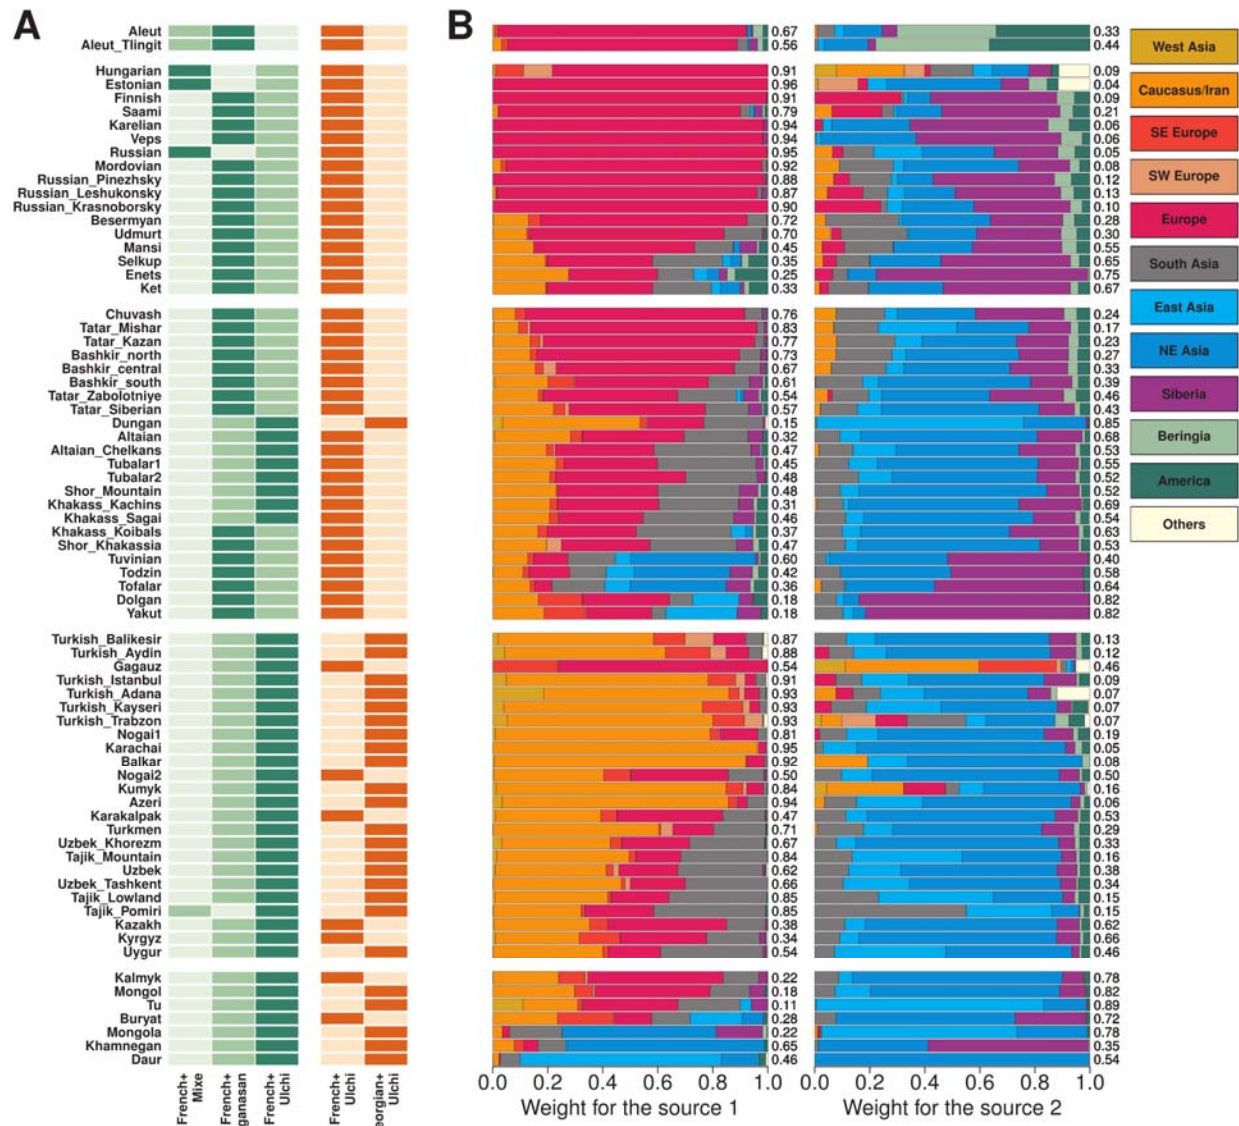 A
B
Aleut 0.67 0.33
Aleut_Tlingit 0.56 0.44
Hungarian 0.91 0.09
Estonian 0.96 0.04
Finnish 0.91 0.09
Saami 0.79 0.21
Karelian 0.94 0.06
Veps 0.94 0.06
Russian 0.95 0.05
Mordovian 0.92 0.08
Russian_Pinezhsky 0.88 0.12
Russian_Leshukonsky 0.87 0.13
Russian_Krasnoborsky 0.90 0.10
Besermyan 0.72 0.28
Udmurt 0.70 0.30
Mansi 0.45 0.55
Selkup 0.35 0.65
Enets 0.25 0.75
Ket 0.33 0.67
Chuvash 0.76 0.24
Tatar_Mishar 0.83 0.17
Tatar_Kazan 0.77 0.23
Bashkir_north 0.73 0.27
Bashkir_central 0.67 0.33
Bashkir_south 0.61 0.39
Tatar_Zabolotniye 0.54 0.46
Tatar_Siberian 0.57 0.43
Dungan 0.15 0.85
Altaian 0.32 0.68
Altaian_Chelkans 0.47 0.53
Tubalar1 0.45 0.55
Tubalar2 0.48 0.52
Shor_Mountain 0.48 0.52
Khakass_Kachins 0.31 0.69
Khakass_Sagai 0.46 0.54
Khakass_Koibals 0.37 0.63
Shor_Khakassia 0.47 0.53
Tuvinian 0.60 0.40
Todzin 0.42 0.58
Tofalar 0.36 0.64
Dolgan 0.18 0.82
Yakut 0.18 0.82
Turkish_Balikesir 0.87 0.13
Turkish_Aydin 0.88 0.12
Gagauz 0.54 0.46
Turkish_Istanbul 0.91 0.09
Turkish_Adana 0.93 0.07
Turkish_Kayseri 0.93 0.07
Turkish_Trabzon 0.93 0.07
Nogai1 0.81 0.19
Karachai 0.95 0.05
Balkar 0.92 0.08
Nogai2 0.50 0.50
Kumyk 0.84 0.16
Azeri 0.94 0.06
Karakalpak 0.47 0.53
Turkmen 0.71 0.29
Uzbek_Khorezm 0.67 0.33
Tajik_Mountain 0.84 0.16
Uzbek 0.62 0.38
Uzbek_Tashkent 0.66 0.34
Tajik_Lowland 0.85 0.15
Tajik_Pomiri 0.85 0.15
Kazakh 0.38 0.62
Kyrgyz 0.34 0.66
Uygur 0.54 0.46
Kalmyk 0.22 0.78
Mongol 0.18 0.82
Tu 0.11 0.89
Buryat 0.28 0.72
Mongola 0.22 0.78
Khamnegan 0.65 0.35
Daur 0.46 0.54
French+
Mixe
French+
ganasan
French+
Ulchi
French+
Ulchi
eorgian+
Ulchi
0.0 0.2 0.4 0.6 0.8 1.0
Weight for the source 1
0.0 0.2 0.4 0.6 0.8 1.0
Weight for the source 2
West Asia
Caucasus/Iran
SE Europe
SW Europe
Europe
South Asia
East Asia
NE Asia
Siberia
Beringia
America
Others